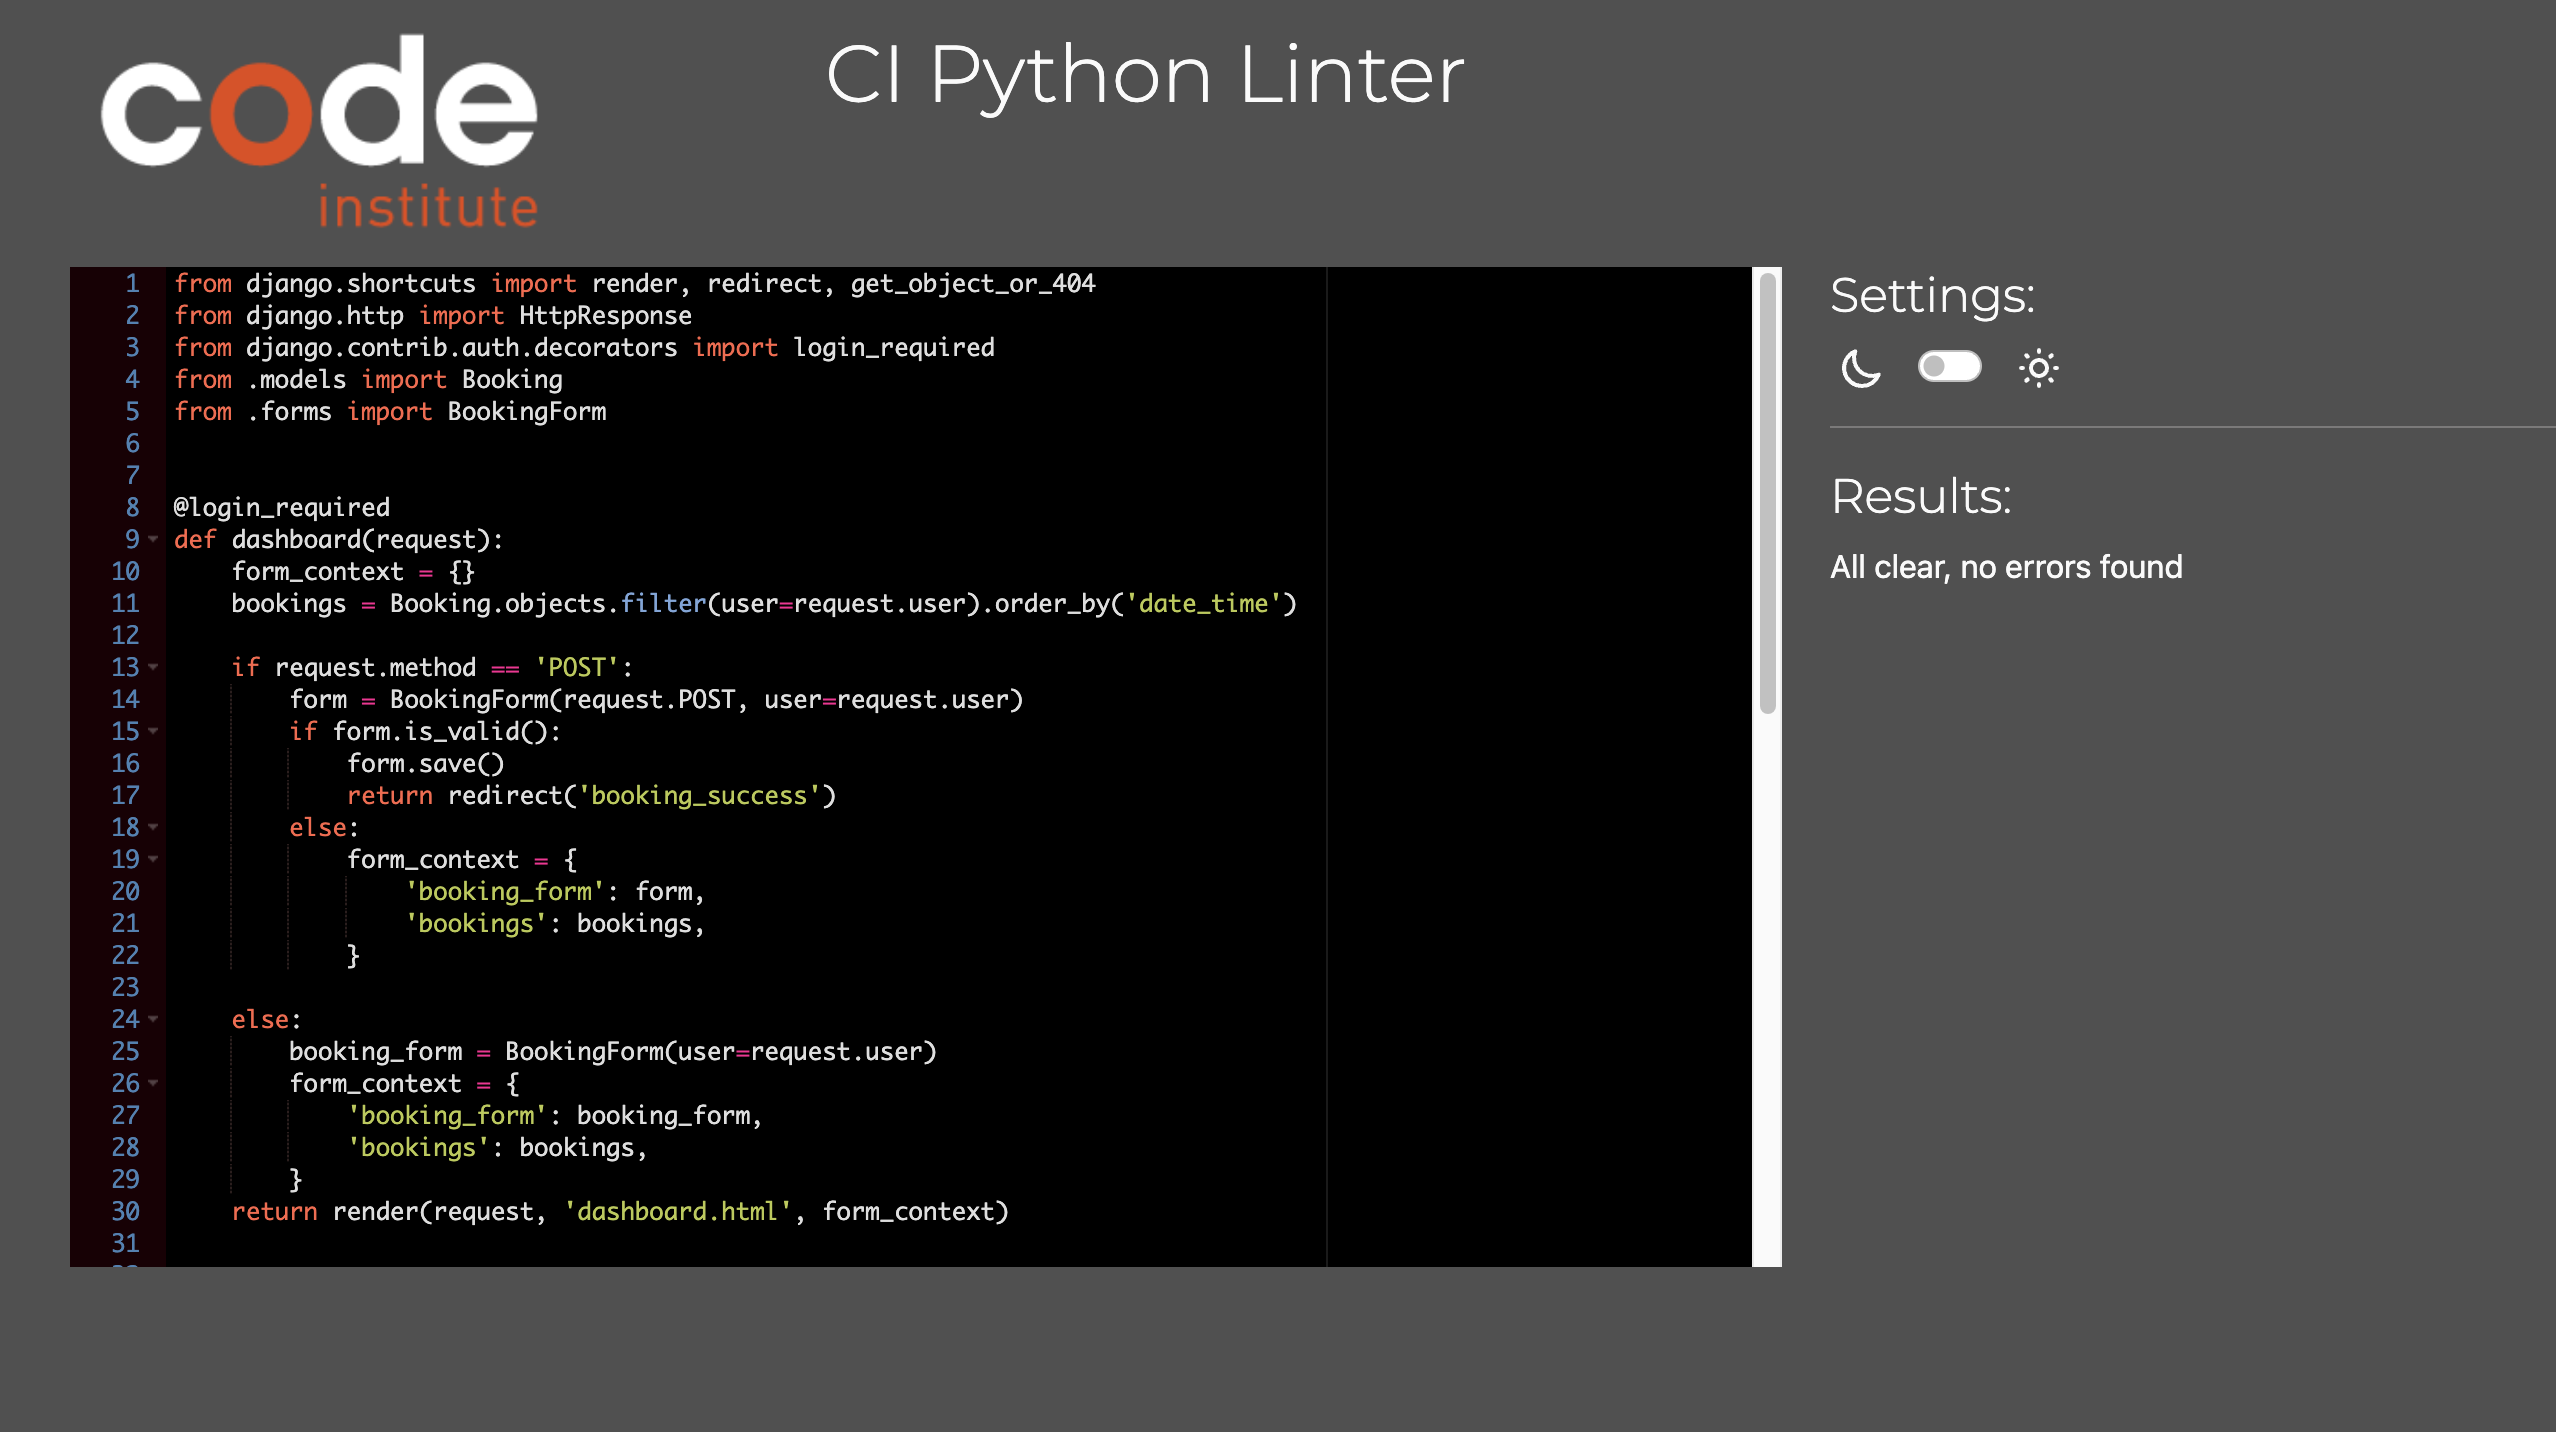 code
institute
CI Python Linter
1 from django.shortcuts import render, redirect, get_object_or_404
2 from django.http import HttpResponse
3 from django.contrib.auth.decorators import login_required
4 from .models import Booking
5 from .forms import BookingForm
6
7
8 @login_required
9 def dashboard(request):
10     form_context = {}
11     bookings = Booking.objects.filter(user=request.user).order_by('date_time')
12
13     if request.method == 'POST':
14         form = BookingForm(request.POST, user=request.user)
15         if form.is_valid():
16             form.save()
17             return redirect('booking_success')
18         else:
19             form_context = {
20                 'booking_form': form,
21                 'bookings': bookings,
22             }
23
24     else:
25         booking_form = BookingForm(user=request.user)
26         form_context = {
27             'booking_form': booking_form,
28             'bookings': bookings,
29         }
30     return render(request, 'dashboard.html', form_context)
31
Settings:
Results:
All clear, no errors found